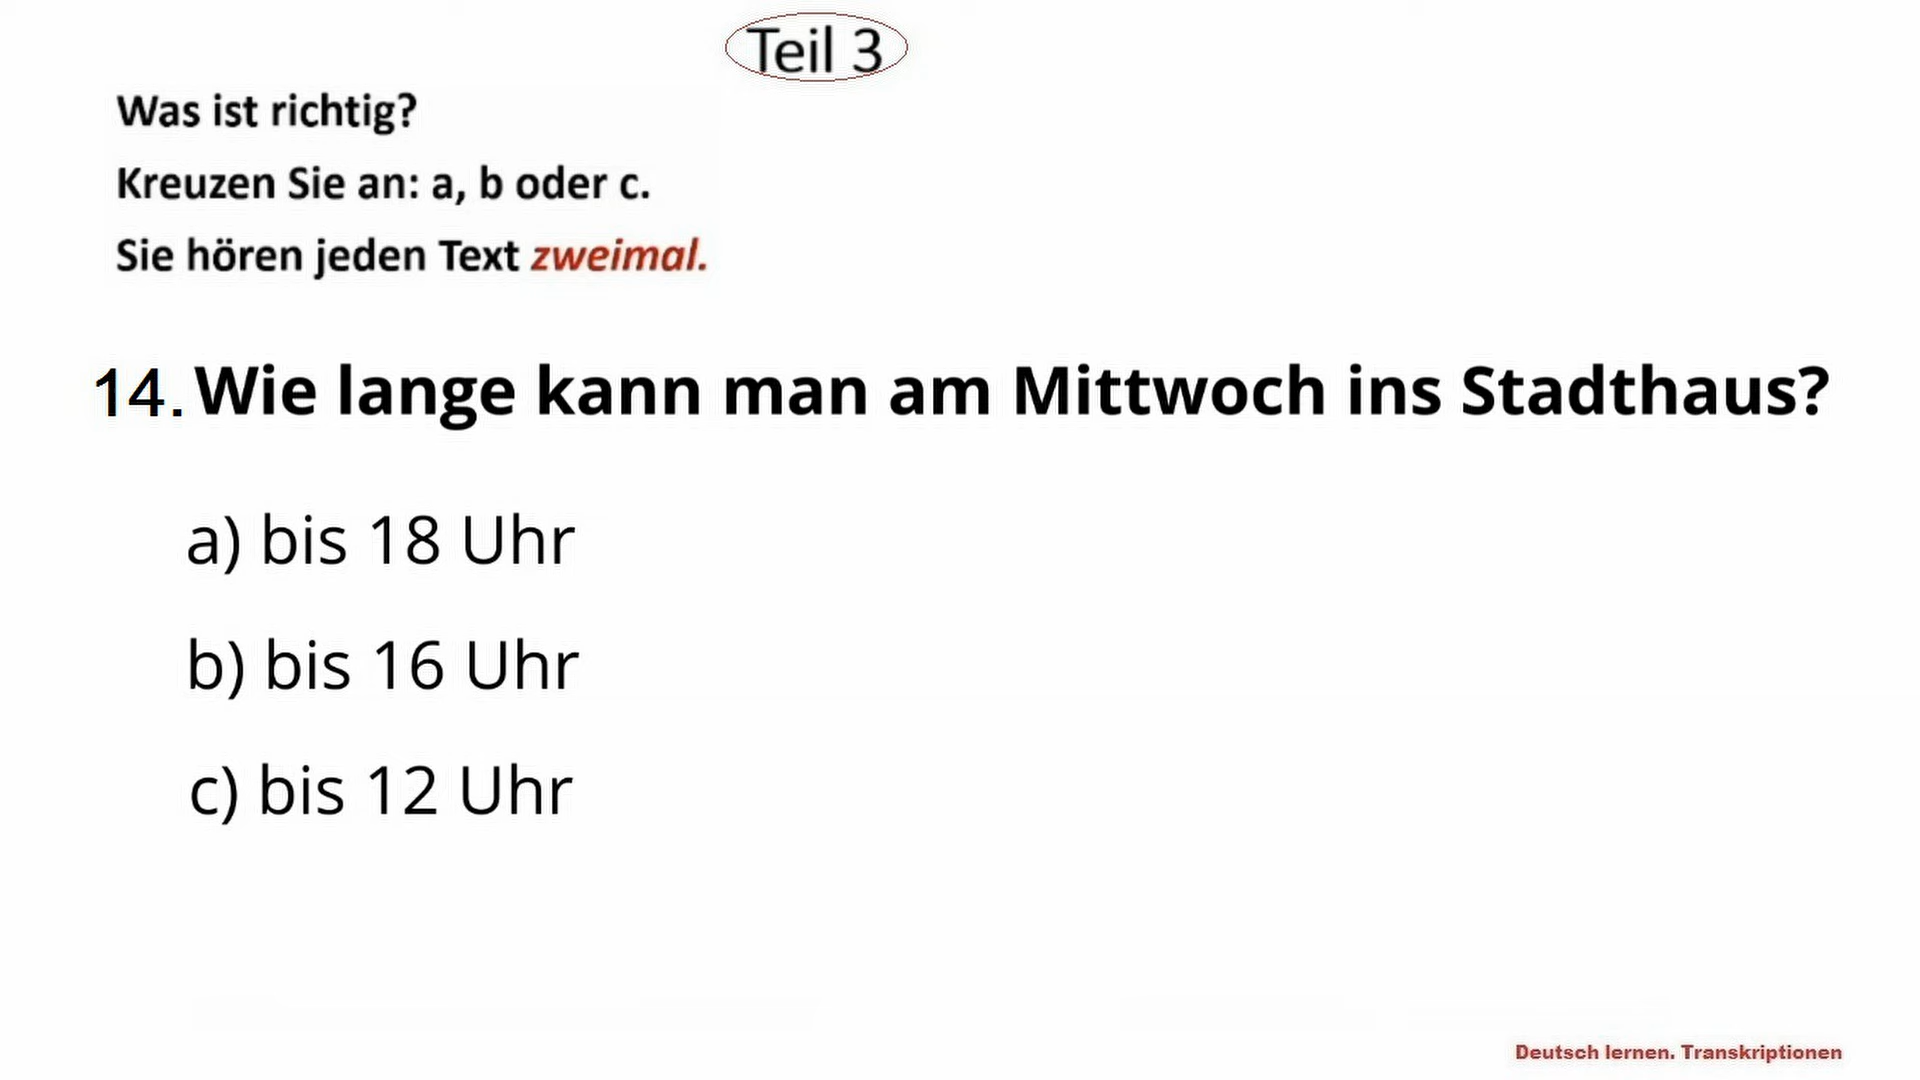 Teil 3
Was ist richtig?
Kreuzen Sie an: a, b oder c.
Sie hören jeden Text zweimal.
14. Wie lange kann man am Mittwoch ins Stadthaus?
a) bis 18 Uhr
b) bis 16 Uhr
c) bis 12 Uhr
Deutsch lernen. Transkriptionen